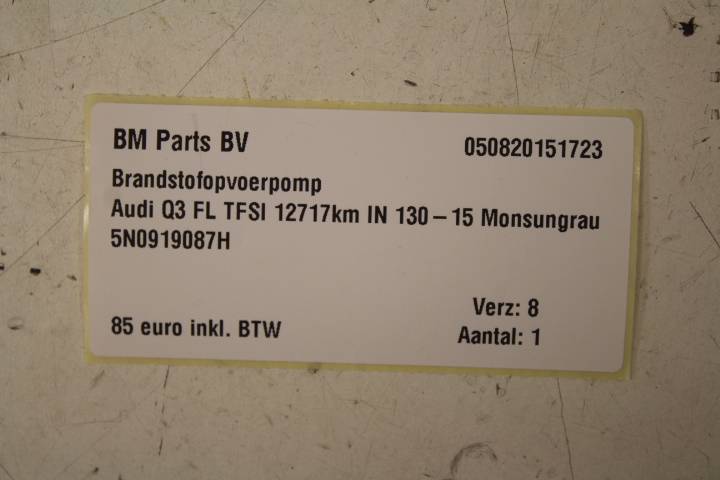 BM Parts BV 050820151723
Brandstofopvoerpomp
Audi Q3 FL TFSI 12717km IN 130 – 15 Monsungrau
5N0919087H
Verz: 8
85 euro inkl. BTW Aantal: 1